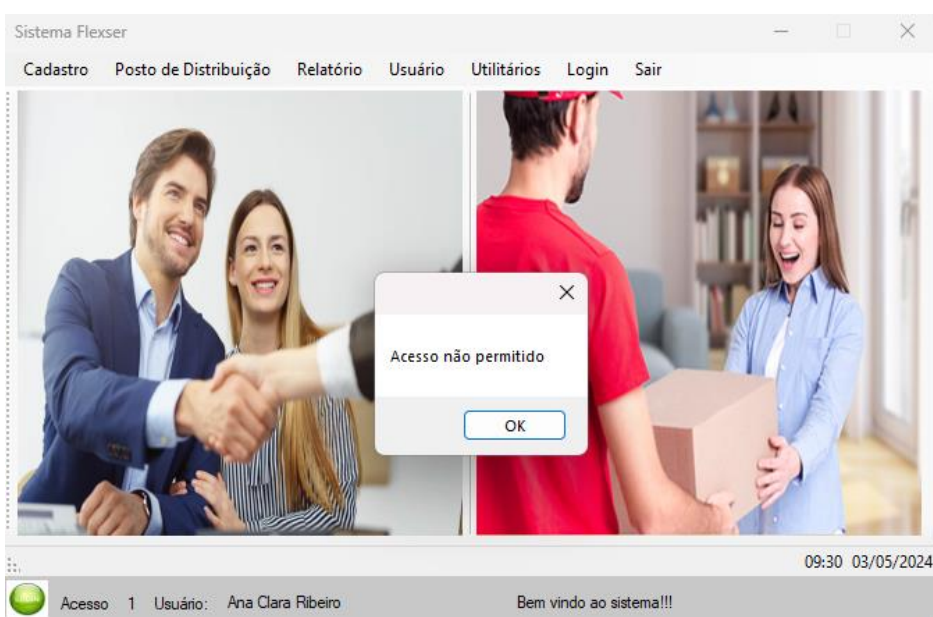 Sistema Flexser
Cadastro Posto de Distribuição Relatório Usuário Utilitários Login Sair
Acesso não permitido
OK
09:30 03/05/2024
Acesso 1 Usuário: Ana Clara Ribeiro Bem vindo ao sistema!!!